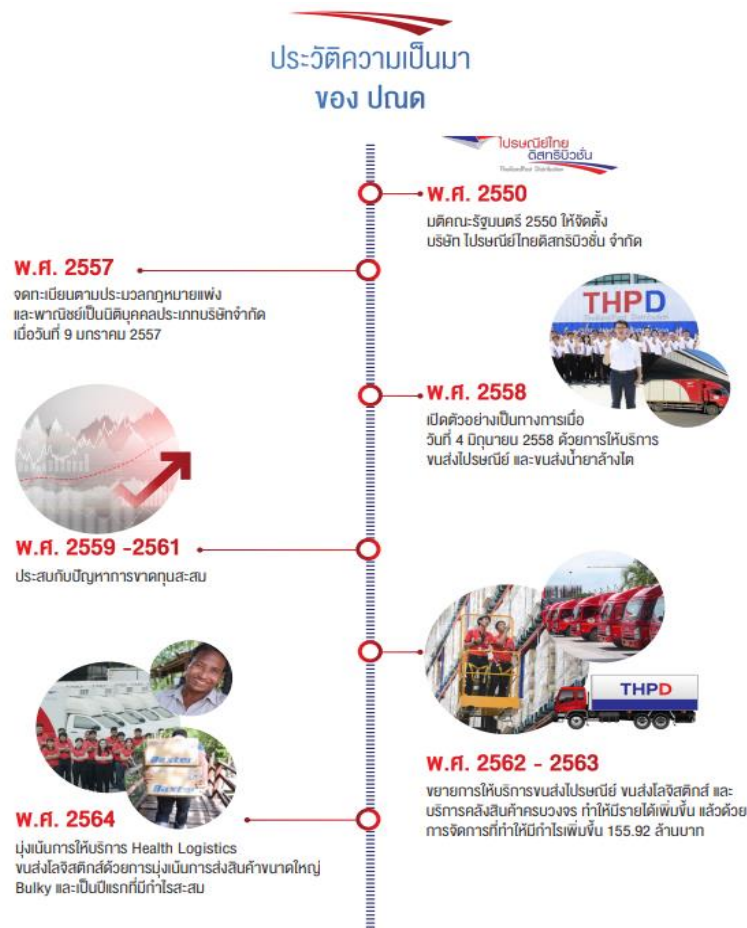 ประวัติความเป็นมา
ของ ปณด
ไปรษณีย์ไทย
ดิสทริบิวชั่น
ThailandPost Distribution
พ.ศ. 2550
มติคณะรัฐมนตรี 2550 ให้จัดตั้ง
บริษัท ไปรษณีย์ไทยดิสทริบิวชั่น จำกัด
พ.ศ. 2557
จดทะเบียนตามประมวลกฎหมายแพ่ง
และพาณิชย์เป็นนิติบุคคลประเภทบริษัทจำกัด
เมื่อวันที่ 9 มกราคม 2557
THPD
ThailandPost Distribution
พ.ศ. 2558
เปิดตัวอย่างเป็นทางการเมื่อ
วันที่ 4 มิถุนายน 2558 ด้วยการให้บริการ
ขนส่งไปรษณีย์ และขนส่งน้ำยาล้างไต
พ.ศ. 2559 -2561
ประสบกับปัญหาการขาดทุนสะสม
THPD
พ.ศ. 2562 - 2563
ขยายการให้บริการขนส่งไปรษณีย์ ขนส่งโลจิสติกส์ และ
บริการคลังสินค้าครบวงจร ทำให้มีรายได้เพิ่มขึ้น แล้วด้วย
การจัดการที่ทำให้มีกำไรเพิ่มขึ้น 155.92 ล้านบาท
Baxter
Baxter
พ.ศ. 2564
มุ่งเน้นการให้บริการ Health Logistics
ขนส่งโลจิสติกส์ด้วยการมุ่งเน้นการส่งสินค้าขนาดใหญ่
Bulky และเป็นปีแรกที่มีกำไรสะสม